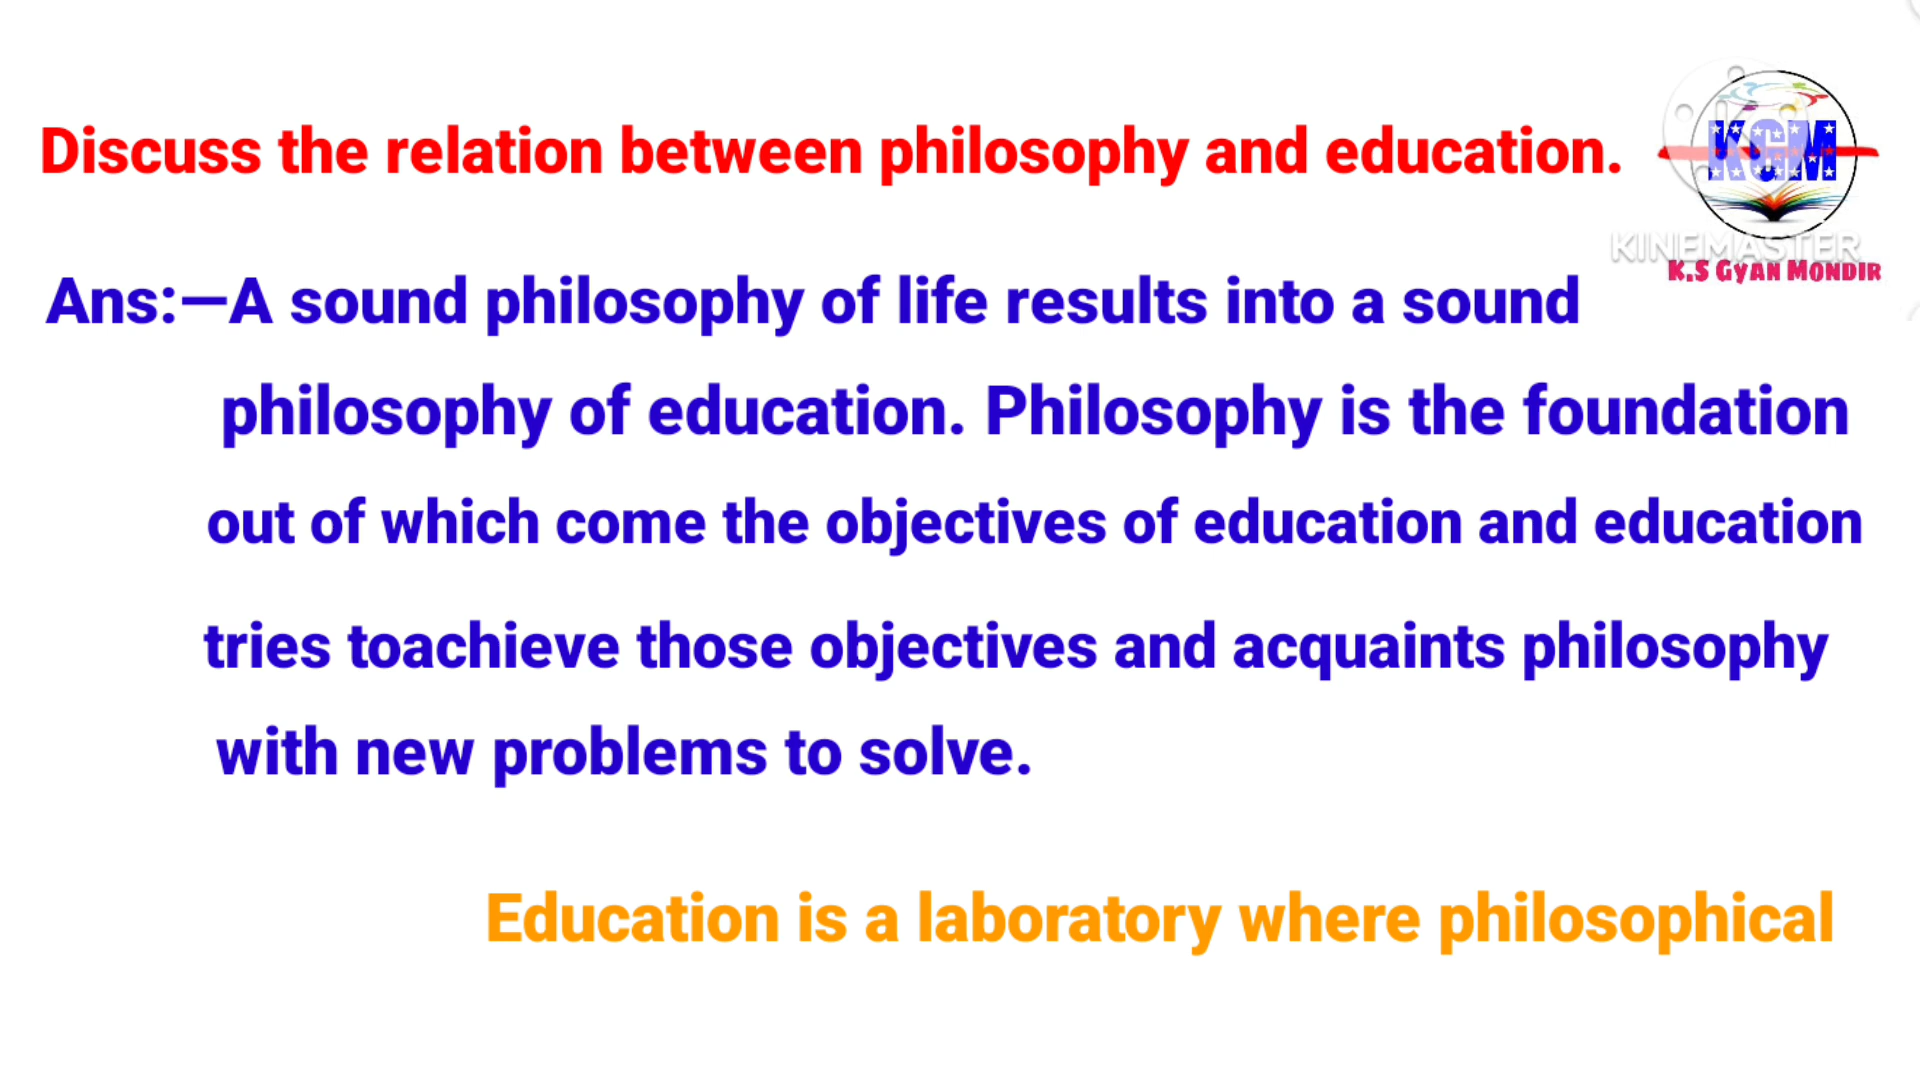 Discuss the relation between philosophy and education.
KGM
KINEMASTER
K.S GYAN MONDIR
Ans:—A sound philosophy of life results into a sound
philosophy of education. Philosophy is the foundation
out of which come the objectives of education and education
tries toachieve those objectives and acquaints philosophy
with new problems to solve.
Education is a laboratory where philosophical